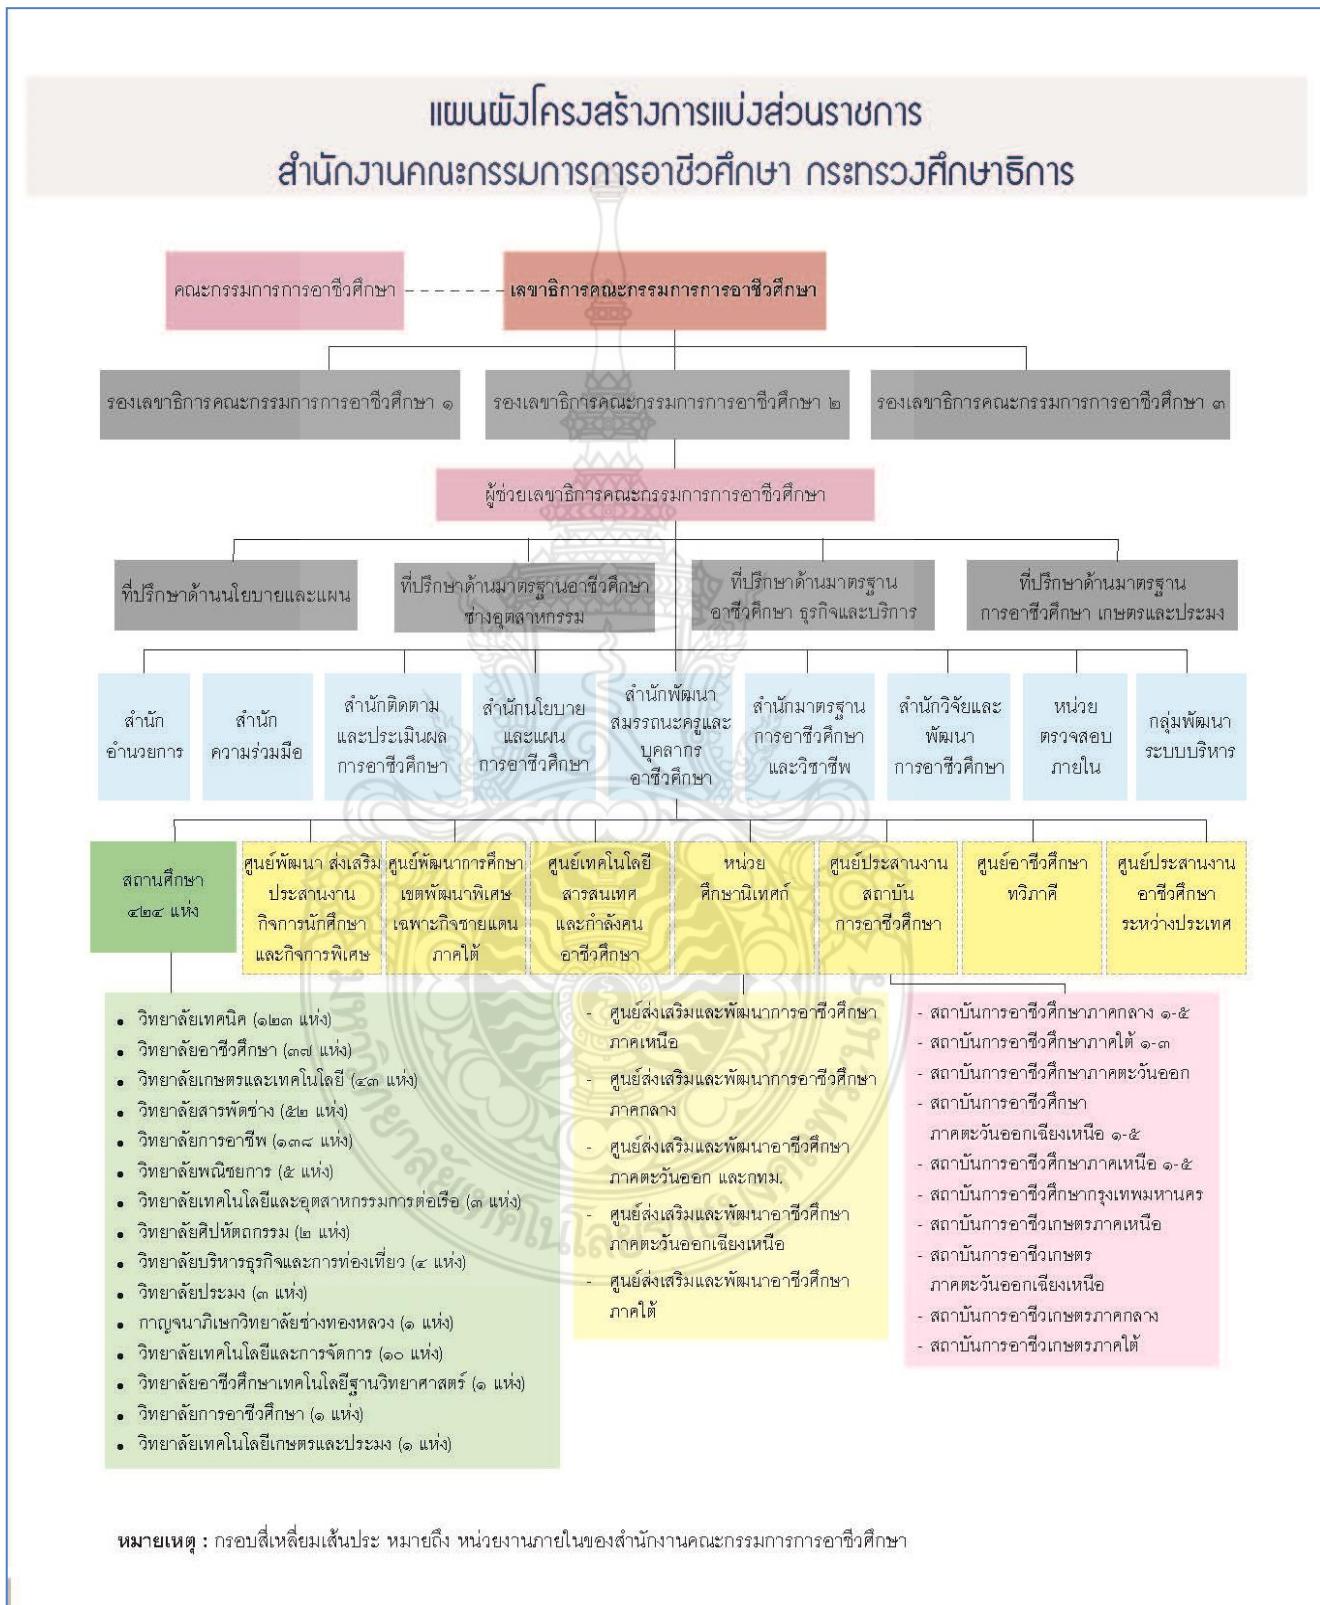 แผนผังโครงสร้างการแบ่งส่วนราชการ
สำนักงานคณะกรรมการการอาชีวศึกษา กระทรวงศึกษาธิการ
คณะกรรมการการอาชีวศึกษา
เลขาธิการคณะกรรมการการอาชีวศึกษา
รองเลขาธิการคณะกรรมการการอาชีวศึกษา ๑
รองเลขาธิการคณะกรรมการการอาชีวศึกษา ๒
รองเลขาธิการคณะกรรมการการอาชีวศึกษา ๓
ผู้ช่วยเลขาธิการคณะกรรมการการอาชีวศึกษา
ที่ปรึกษาด้านนโยบายและแผน
ที่ปรึกษาด้านมาตรฐานอาชีวศึกษา
ช่างอุตสาหกรรม
ที่ปรึกษาด้านมาตรฐาน
อาชีวศึกษา ธุรกิจและบริการ
ที่ปรึกษาด้านมาตรฐาน
การอาชีวศึกษา เกษตรและประมง
สำนัก
อำนวยการ
สำนัก
ความร่วมมือ
สำนักติดตาม
และประเมินผล
การอาชีวศึกษา
สำนักนโยบาย
และแผน
การอาชีวศึกษา
สำนักพัฒนา
สมรรถนะครูและ
บุคลากร
อาชีวศึกษา
สำนักมาตรฐาน
การอาชีวศึกษา
และวิชาชีพ
สำนักวิจัยและ
พัฒนา
การอาชีวศึกษา
หน่วย
ตรวจสอบ
ภายใน
กลุ่มพัฒนา
ระบบบริหาร
สถานศึกษา
๔๒๔ แห่ง
ศูนย์พัฒนา ส่งเสริม
ประสานงาน
กิจการนักศึกษา
และกิจการพิเศษ
ศูนย์พัฒนาการศึกษา
เขตพัฒนาพิเศษ
เฉพาะกิจชายแดน
ภาคใต้
ศูนย์เทคโนโลยี
สารสนเทศ
และกำลังคน
อาชีวศึกษา
หน่วย
ศึกษานิเทศก์
ศูนย์ประสานงาน
สถาบัน
การอาชีวศึกษา
ศูนย์อาชีวศึกษา
ทวิภาคี
ศูนย์ประสานงาน
อาชีวศึกษา
ระหว่างประเทศ
• วิทยาลัยเทคนิค (๑๒๓ แห่ง)
• วิทยาลัยอาชีวศึกษา (๓๗ แห่ง)
• วิทยาลัยเกษตรและเทคโนโลยี (๔๓ แห่ง)
• วิทยาลัยสารพัดช่าง (๕๒ แห่ง)
• วิทยาลัยการอาชีพ (๑๓๘ แห่ง)
• วิทยาลัยพณิชยการ (๕ แห่ง)
• วิทยาลัยเทคโนโลยีและอุตสาหกรรมการต่อเรือ (๓ แห่ง)
• วิทยาลัยศิปหัตถกรรม (๒ แห่ง)
• วิทยาลัยบริหารธุรกิจและการท่องเที่ยว (๔ แห่ง)
• วิทยาลัยประมง (๓ แห่ง)
• กาญจนาภิเษกวิทยาลัยช่างทองหลวง (๑ แห่ง)
• วิทยาลัยเทคโนโลยีและการจัดการ (๑๐ แห่ง)
• วิทยาลัยอาชีวศึกษาเทคโนโลยีฐานวิทยาศาสตร์ (๑ แห่ง)
• วิทยาลัยการอาชีวศึกษา (๑ แห่ง)
• วิทยาลัยเทคโนโลยีเกษตรและประมง (๑ แห่ง)
- ศูนย์ส่งเสริมและพัฒนาการอาชีวศึกษา
ภาคเหนือ
- ศูนย์ส่งเสริมและพัฒนาการอาชีวศึกษา
ภาคกลาง
- ศูนย์ส่งเสริมและพัฒนาอาชีวศึกษา
ภาคตะวันออก และกทม.
- ศูนย์ส่งเสริมและพัฒนาอาชีวศึกษา
ภาคตะวันออกเฉียงเหนือ
- ศูนย์ส่งเสริมและพัฒนาอาชีวศึกษา
ภาคใต้
- สถาบันการอาชีวศึกษาภาคกลาง ๑-๕
- สถาบันการอาชีวศึกษาภาคใต้ ๑-๓
- สถาบันการอาชีวศึกษาภาคตะวันออก
- สถาบันการอาชีวศึกษา
ภาคตะวันออกเฉียงเหนือ ๑-๕
- สถาบันการอาชีวศึกษาภาคเหนือ ๑-๕
- สถาบันการอาชีวศึกษากรุงเทพมหานคร
- สถาบันการอาชีวเกษตรภาคเหนือ
- สถาบันการอาชีวเกษตร
ภาคตะวันออกเฉียงเหนือ
- สถาบันการอาชีวเกษตรภาคกลาง
- สถาบันการอาชีวเกษตรภาคใต้
มหาวิทยาลัยเทคโนโลยีราชมงคลพระนคร
หมายเหตุ : กรอบสี่เหลี่ยมเส้นประ หมายถึง หน่วยงานภายในของสำนักงานคณะกรรมการการอาชีวศึกษา